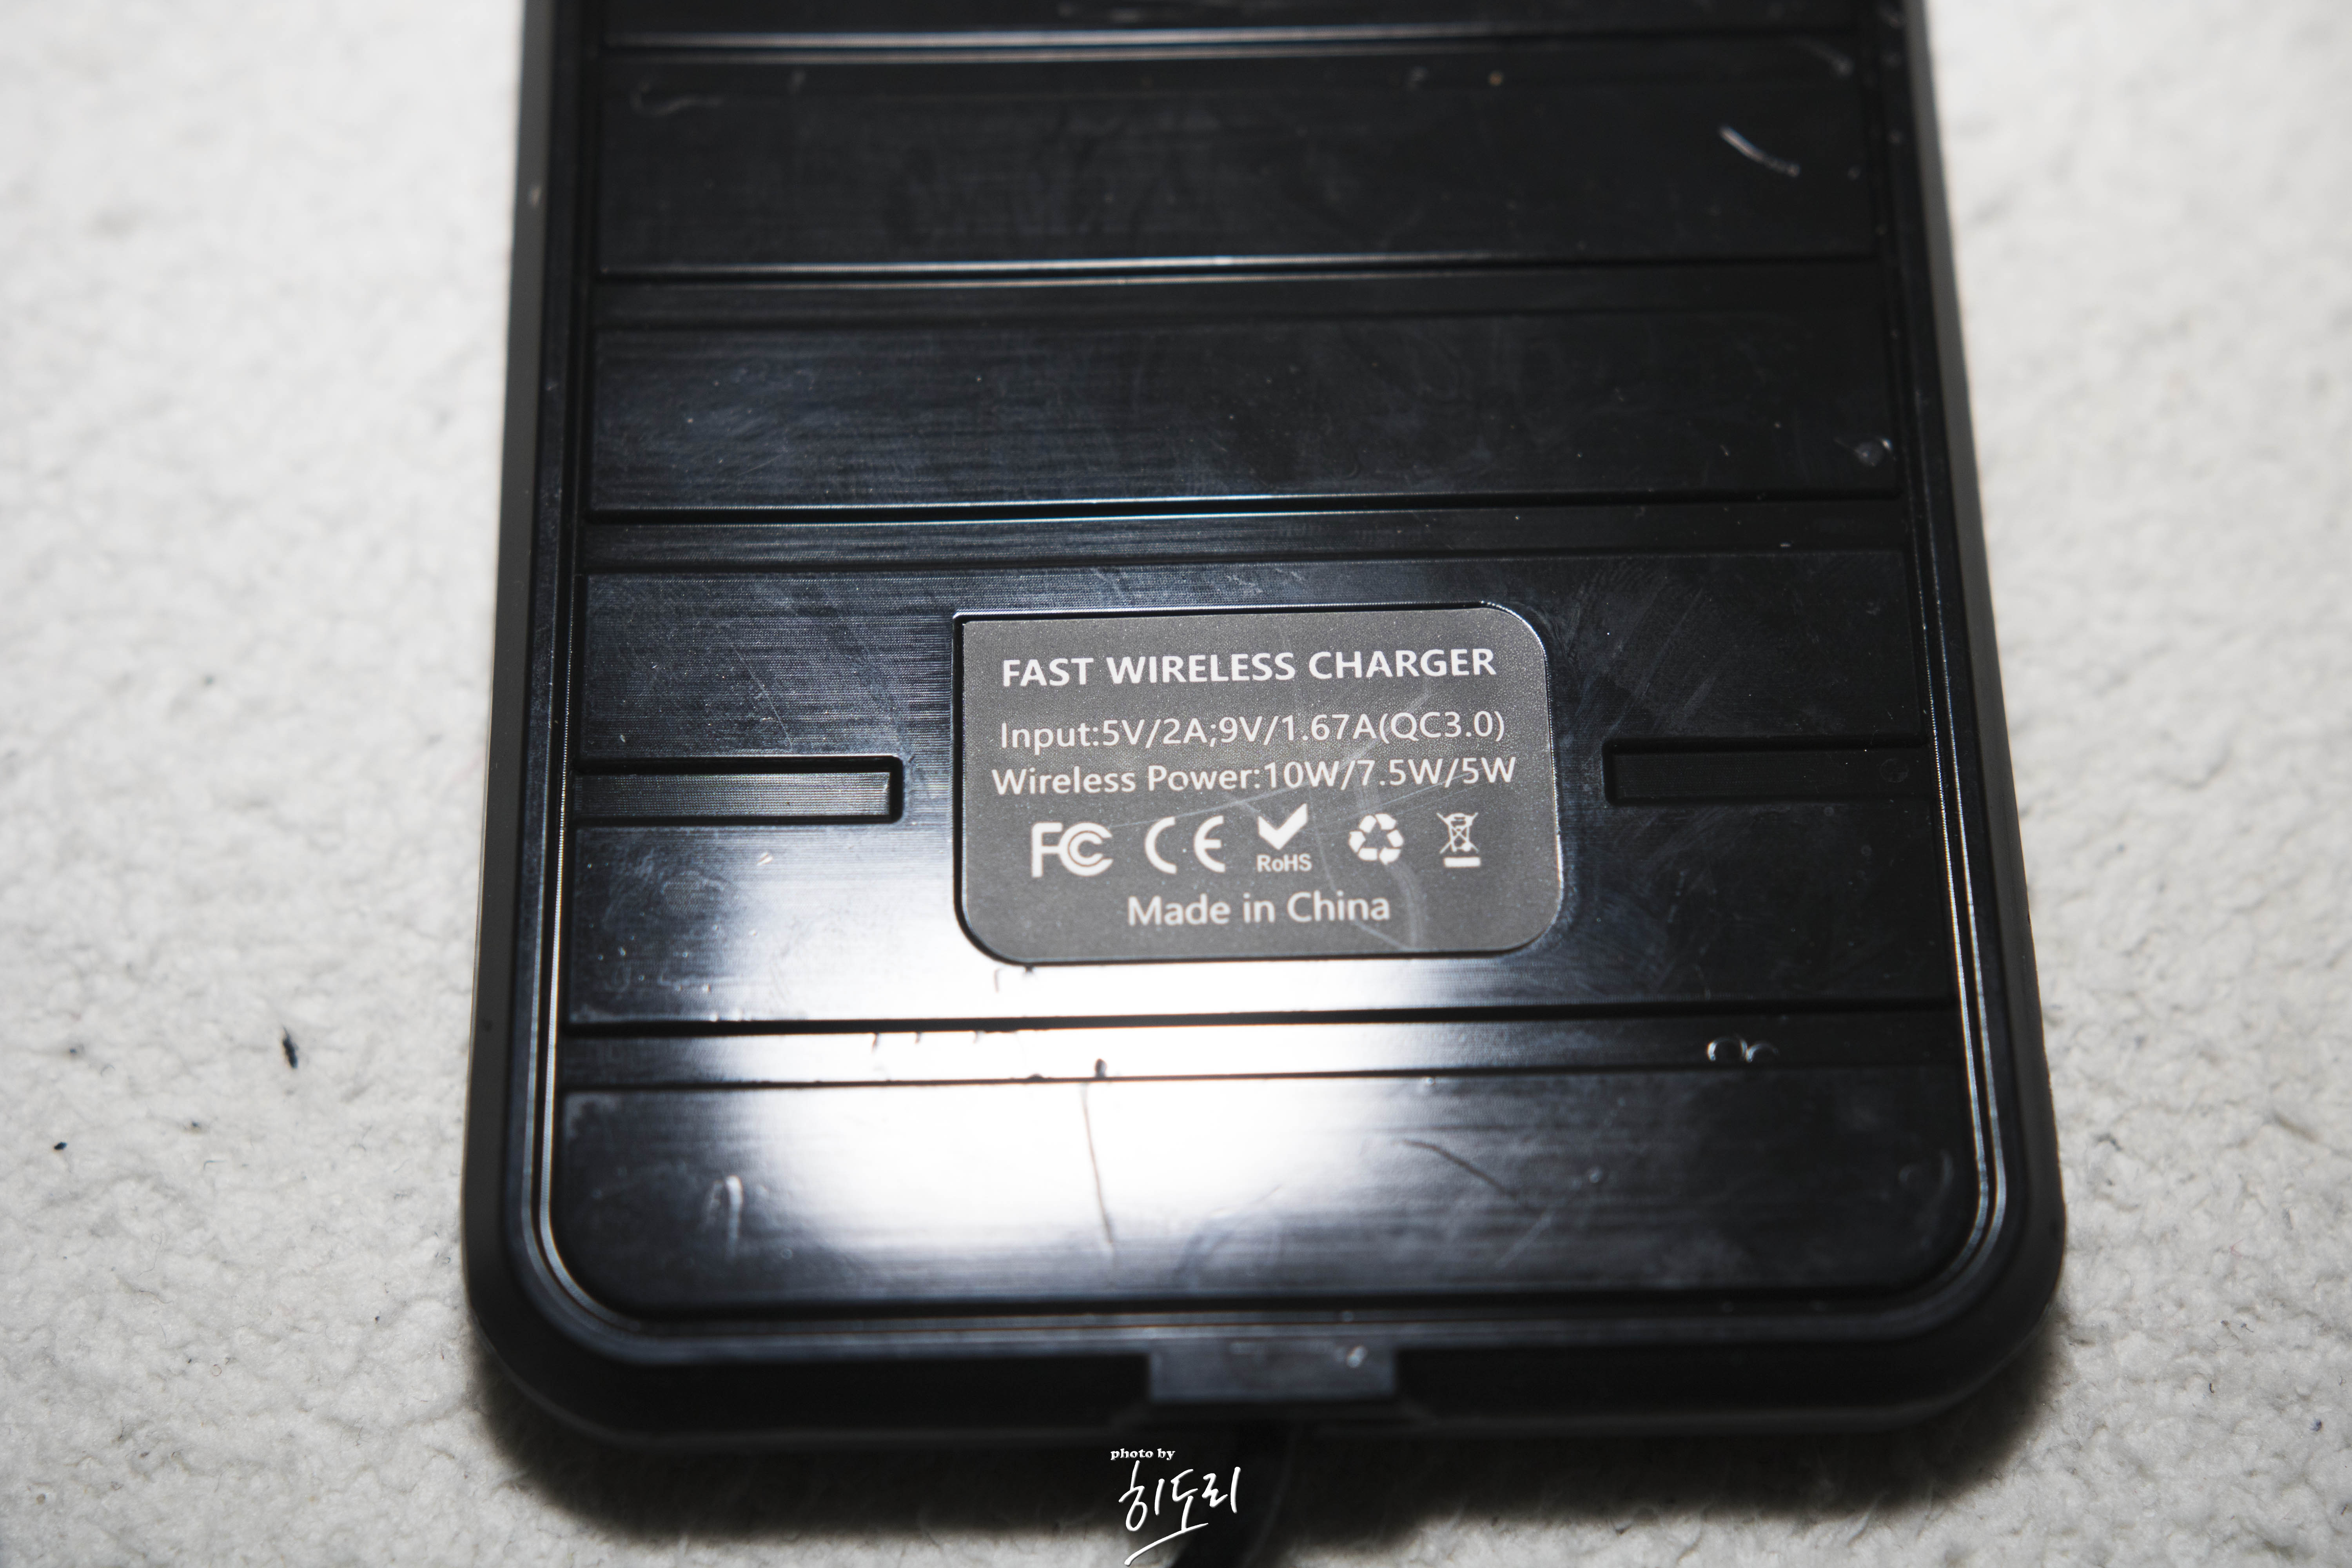 FAST WIRELESS CHARGER
Input:5V/2A;9V/1.67A(QC3.0)
Wireless Power:10W/7.5W/5W
FC CE RoHS
Made in China
photo by
히도리